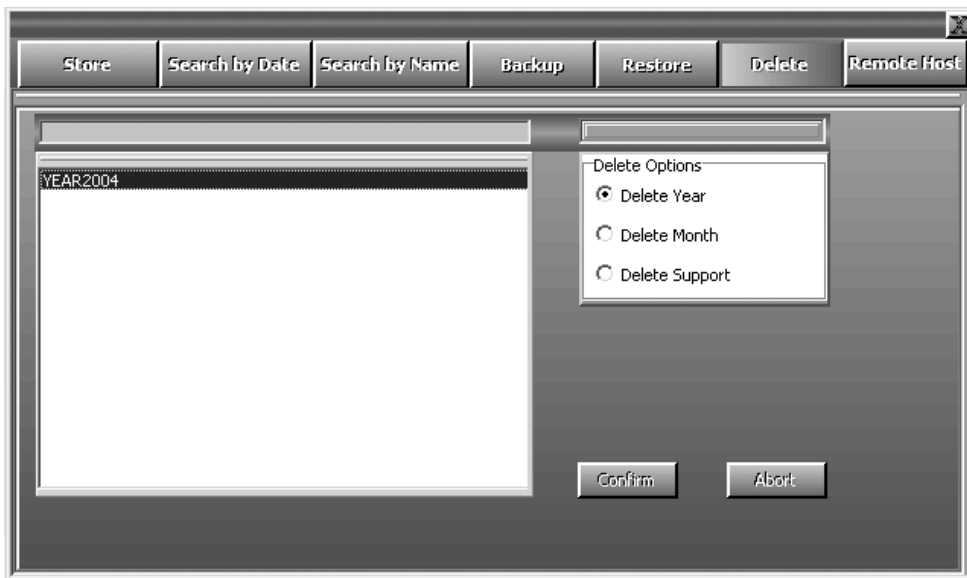 X
Store Search by Date Search by Name Backup Restore Delete Remote Host
YEAR2004
Delete Options
Delete Year
Delete Month
Delete Support
Confirm Abort